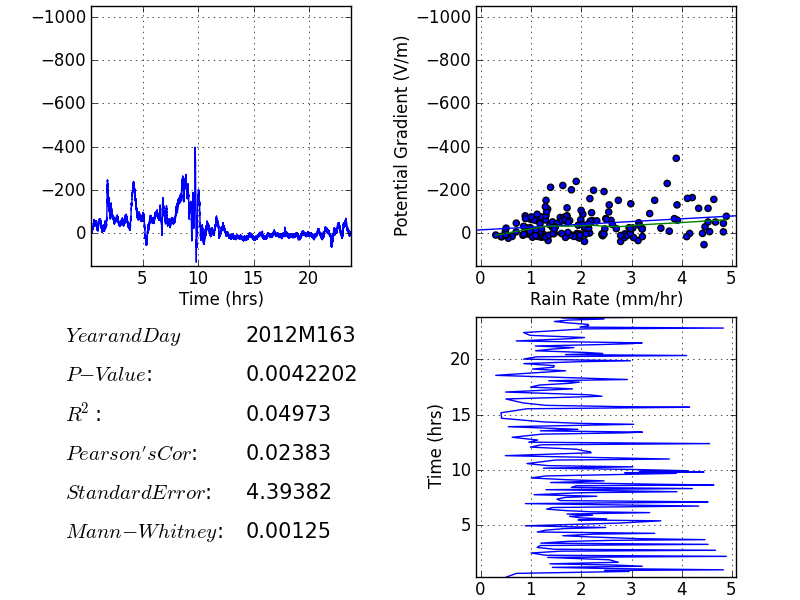 −1000
−800
−600
−400
−200
0
5 10 15 20
Time (hrs)
Potential Gradient (V/m)
−1000
−800
−600
−400
−200
0
0 1 2 3 4 5
Rain Rate (mm/hr)
YearandDay 2012M163
P−Value: 0.0042202
R²: 0.04973
Pearson'sCor: 0.02383
StandardError: 4.39382
Mann−Whitney: 0.00125
Time (hrs)
20
15
10
5
0 1 2 3 4 5